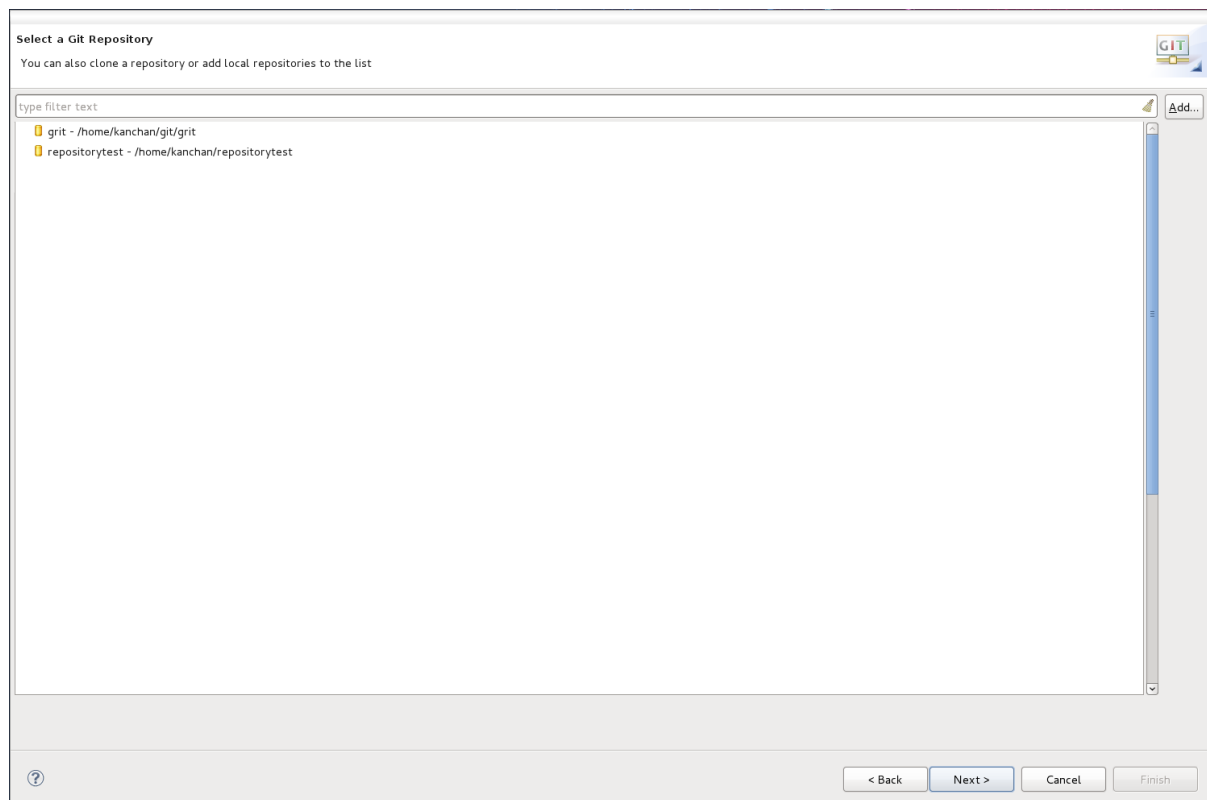 Select a Git Repository
You can also clone a repository or add local repositories to the list
GIT
type filter text
Add...
grit - /home/kanchan/git/grit
repositorytest - /home/kanchan/repositorytest
?
< Back Next > Cancel Finish